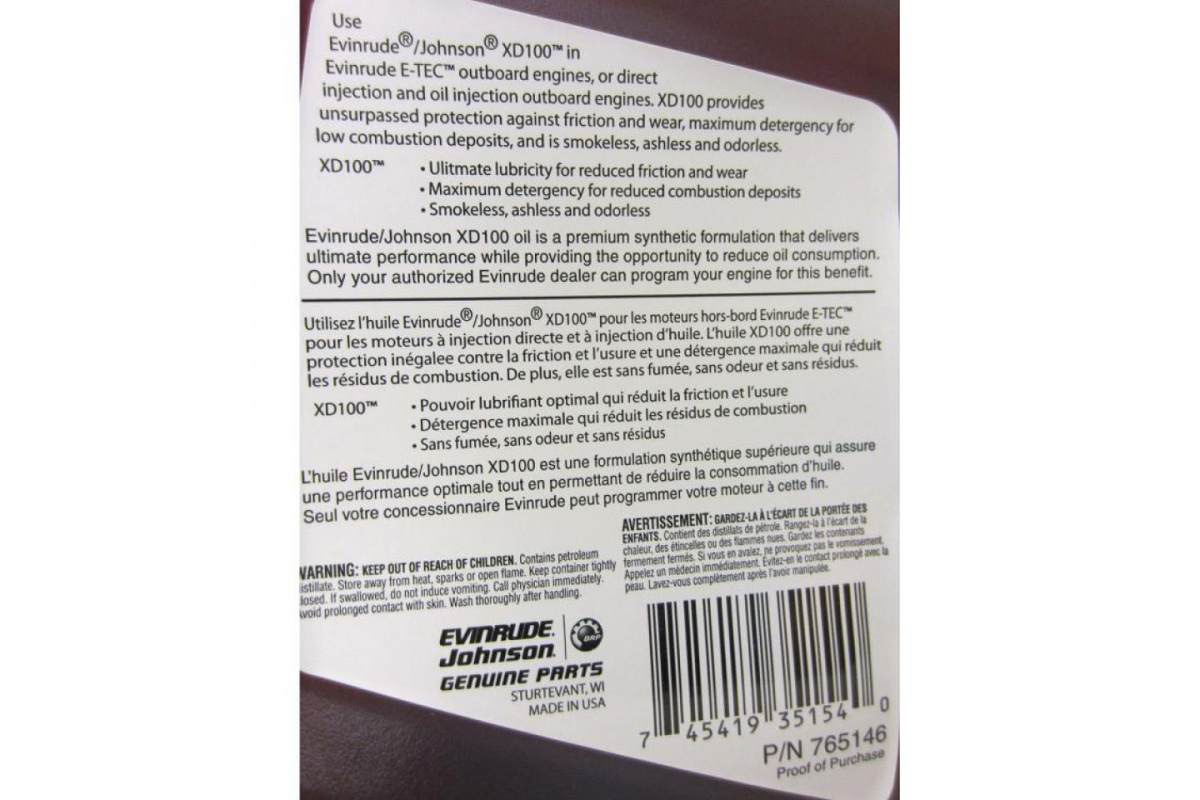 Use
Evinrude®/Johnson® XD100™ in
Evinrude E-TEC™ outboard engines, or direct
injection and oil injection outboard engines. XD100 provides
unsurpassed protection against friction and wear, maximum detergency for
low combustion deposits, and is smokeless, ashless and odorless.
XD100™ • Ulitmate lubricity for reduced friction and wear
• Maximum detergency for reduced combustion deposits
• Smokeless, ashless and odorless
Evinrude/Johnson XD100 oil is a premium synthetic formulation that delivers
ultimate performance while providing the opportunity to reduce oil consumption.
Only your authorized Evinrude dealer can program your engine for this benefit.
Utilisez l'huile Evinrude®/Johnson® XD100™ pour les moteurs hors-bord Evinrude E-TEC™
pour les moteurs à injection directe et à injection d'huile. L'huile XD100 offre une
protection inégalee contre la friction et l'usure et une détergence maximale qui réduit
les résidus de combustion. De plus, elle est sans fumée, sans odeur et sans résidus.
XD100™ • Pouvoir lubrifiant optimal qui réduit la friction et l'usure
• Détergence maximale qui réduit les résidus de combustion
• Sans fumée, sans odeur et sans résidus
L'huile Evinrude/Johnson XD100 est une formulation synthétique supérieure qui assure
une performance optimale tout en permettant de réduire la consommation d'huile.
Seul votre concessionnaire Evinrude peut programmer votre moteur à cette fin.
WARNING: KEEP OUT OF REACH OF CHILDREN. Contains petroleum
istillate. Store away from heat, sparks or open flame. Keep container tightly
losed. If swallowed, do not induce vomiting. Call physician immediately.
void prolonged contact with skin. Wash thoroughly after handling.
AVERTISSEMENT: GARDEZ-LA À L'ÉCART DE LA PORTÉE DES
ENFANTS. Contient des distillats de pétrole. Rangez-la à l'écart de la
chaleur, des étincelles ou des flammes nues. Gardez les contenants
fermement fermés. Si vous en avalez, ne provoquez pas le vomissement.
Appelez un médecin immédiatement. Évitez-en le contact prolongé avec la
peau. Lavez-vous complètement après l'avoir manipulée.
EVINRUDE.
Johnson.
BRP
GENUINE PARTS
STURTEVANT, WI
MADE IN USA
7 45419 35154 0
P/N 765146
Proof of Purchase